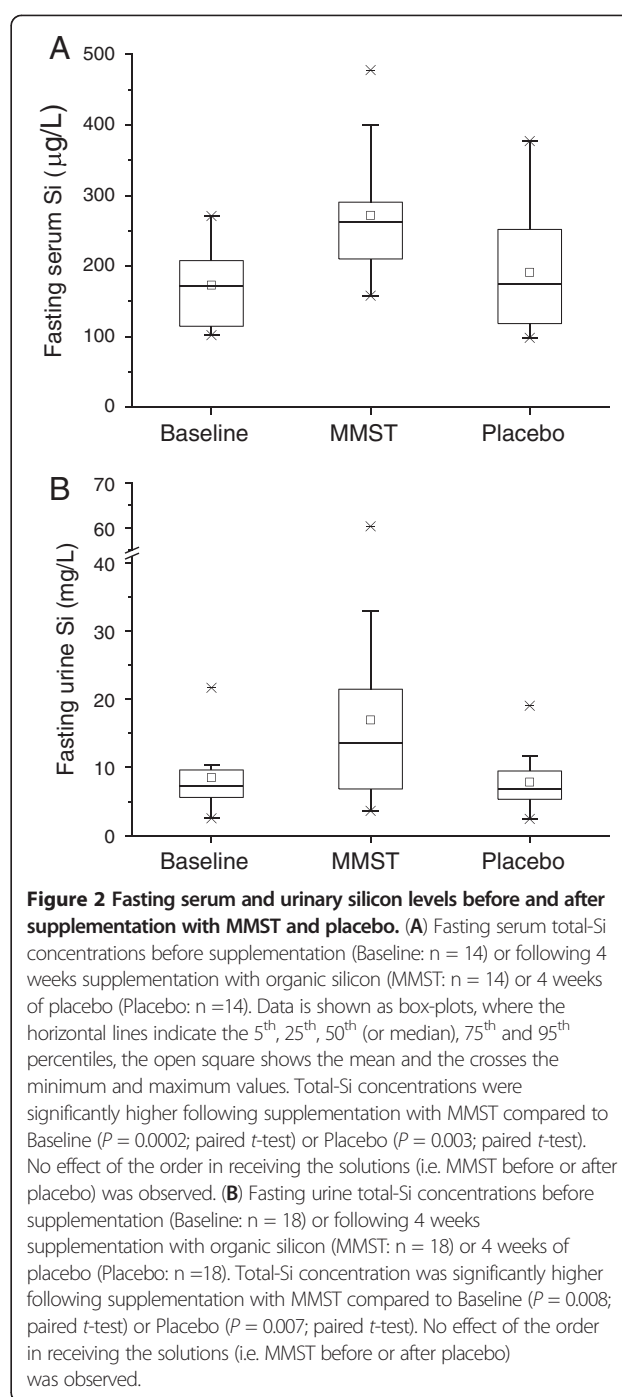 A
500
400
300
200
100
0
Fasting serum Si (µg/L)
Baseline MMST Placebo
B
70
60
40
30
20
10
0
Fasting urine Si (mg/L)
Baseline MMST Placebo
Figure 2 Fasting serum and urinary silicon levels before and after
supplementation with MMST and placebo. (A) Fasting serum total-Si
concentrations before supplementation (Baseline: n = 14) or following 4
weeks supplementation with organic silicon (MMST: n = 14) or 4 weeks
of placebo (Placebo: n =14). Data is shown as box-plots, where the
horizontal lines indicate the 5th, 25th, 50th (or median), 75th and 95th
percentiles, the open square shows the mean and the crosses the
minimum and maximum values. Total-Si concentrations were
significantly higher following supplementation with MMST compared to
Baseline (P = 0.0002; paired t-test) or Placebo (P = 0.003; paired t-test).
No effect of the order in receiving the solutions (i.e. MMST before or after
placebo) was observed. (B) Fasting urine total-Si concentrations before
supplementation (Baseline: n = 18) or following 4 weeks
supplementation with organic silicon (MMST: n = 18) or 4 weeks of
placebo (Placebo: n =18). Total-Si concentration was significantly higher
following supplementation with MMST compared to Baseline (P = 0.008;
paired t-test) or Placebo (P = 0.007; paired t-test). No effect of the order
in receiving the solutions (i.e. MMST before or after placebo)
was observed.